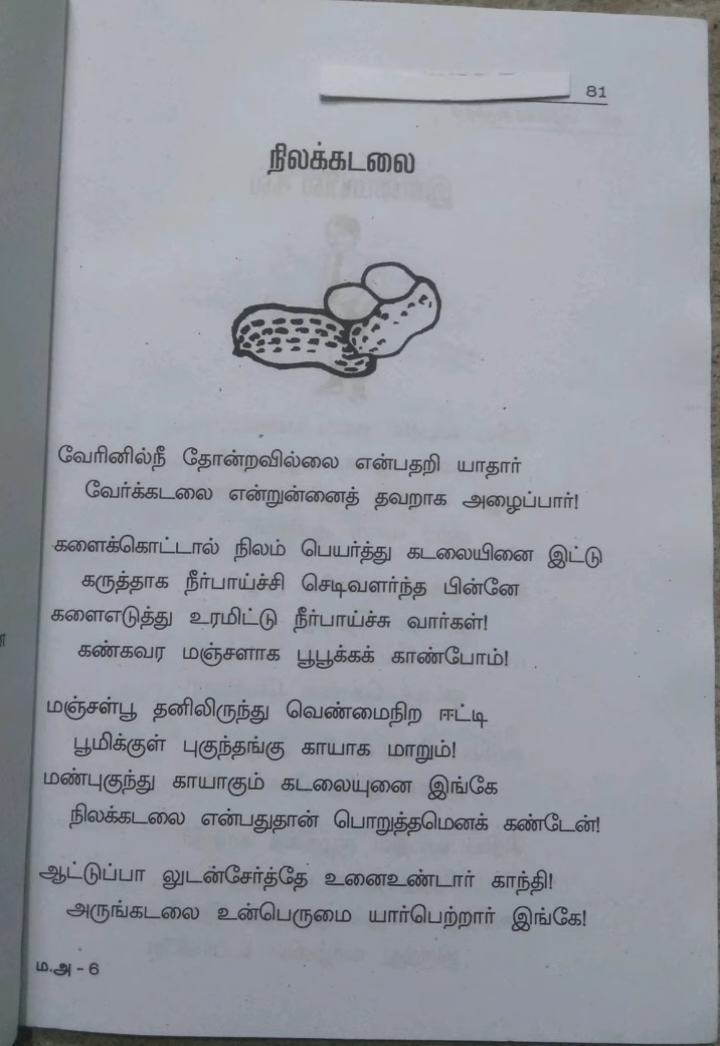 81
நிலக்கடலை
வேரினில்நீ தோன்றவில்லை என்பதறி யாதார்
வேர்க்கடலை என்றுன்னைத் தவறாக அழைப்பார்!
களைக்கொட்டால் நிலம் பெயர்த்து கடலையினை இட்டு
கருத்தாக நீர்பாய்ச்சி செடிவளர்ந்த பின்னே
களைஎடுத்து உரமிட்டு நீர்பாய்ச்சு வார்கள்!
கண்கவர மஞ்சளாக பூபூக்கக் காண்போம்!
மஞ்சள்பூ தனிலிருந்து வெண்மைநிற ஈட்டி
பூமிக்குள் புகுந்தங்கு காயாக மாறும்!
மண்புகுந்து காயாகும் கடலையுனை இங்கே
நிலக்கடலை என்பதுதான் பொறுத்தமெனக் கண்டேன்!
ஆட்டுப்பா லுடன்சேர்த்தே உனைஉண்டார் காந்தி!
அருங்கடலை உன்பெருமை யார்பெற்றார் இங்கே!
ம.அ - 6